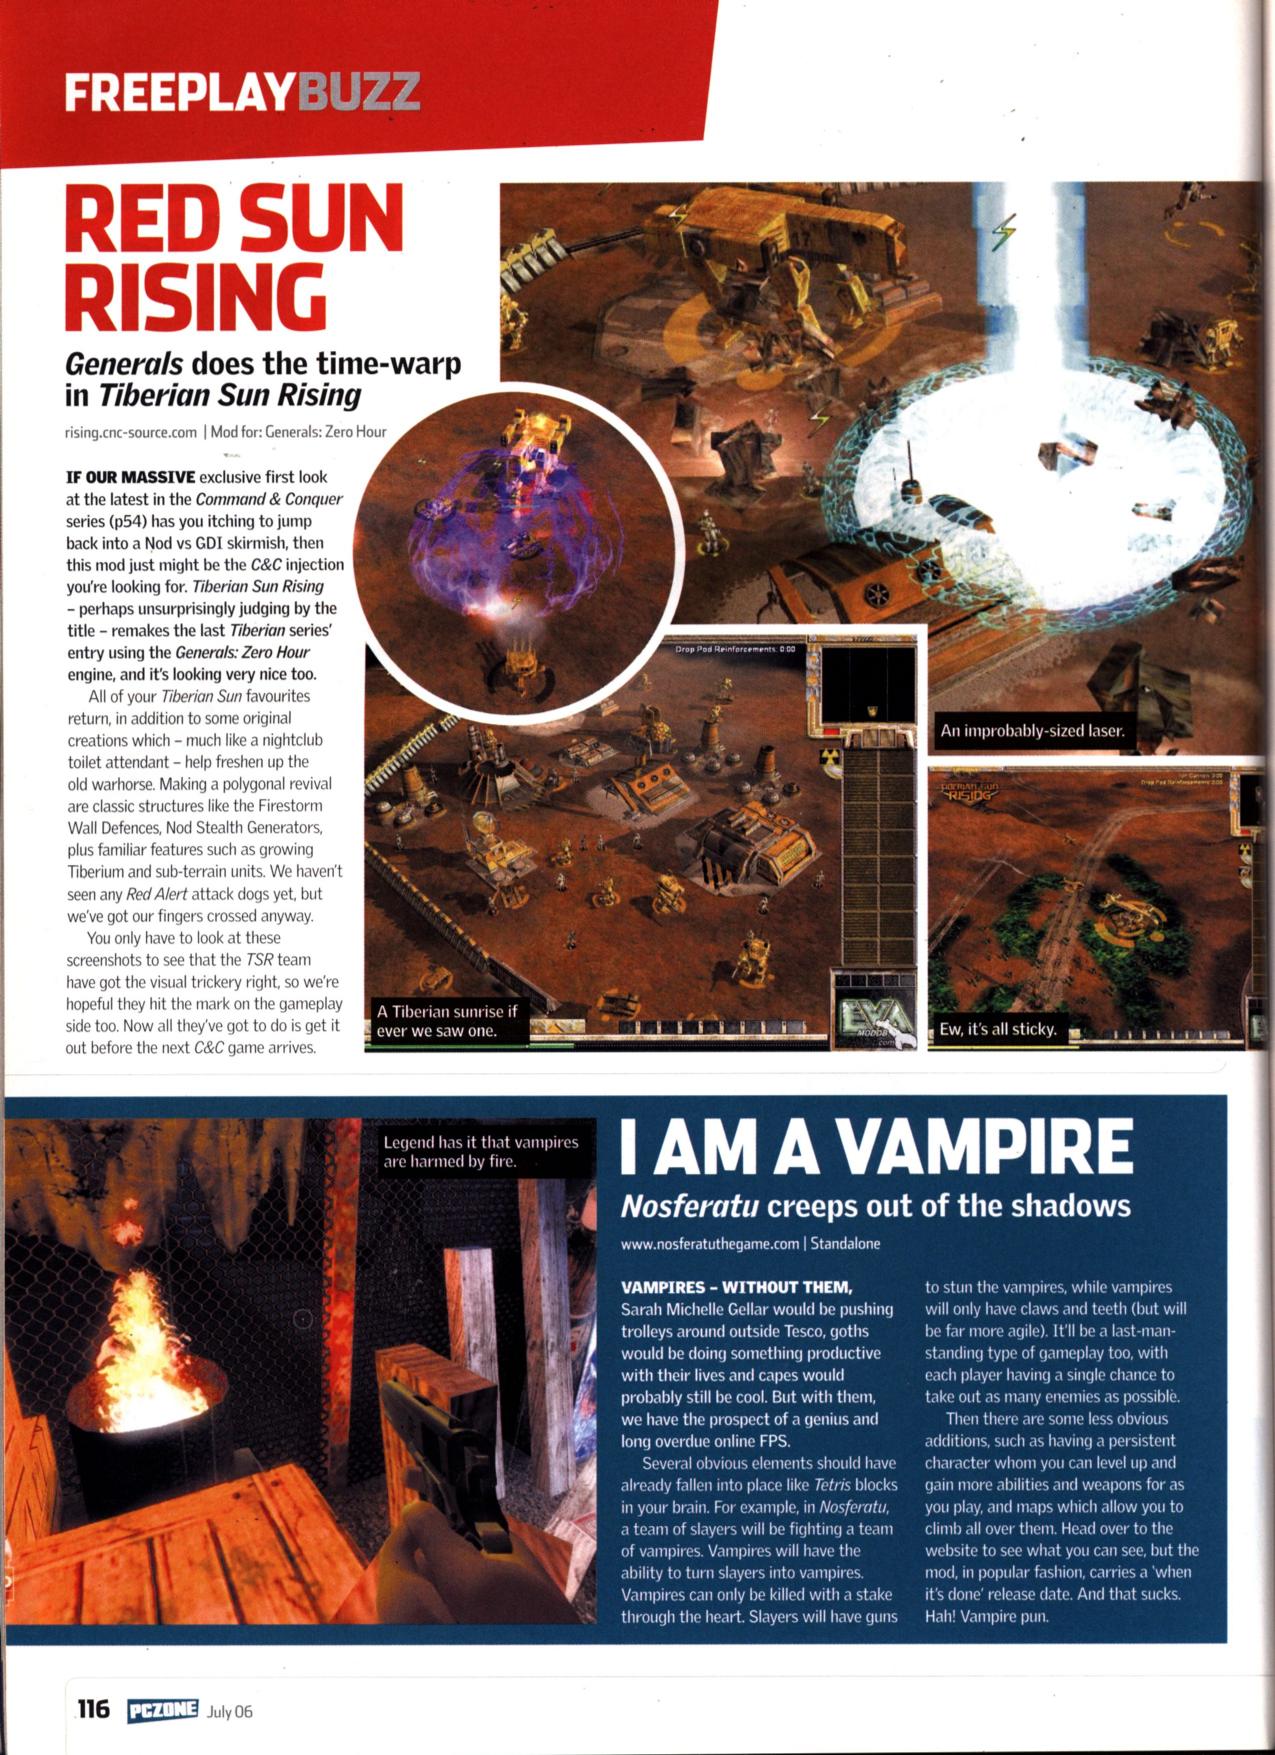 FREEPLAYBUZZ
RED SUN
RISING
Generals does the time-warp
in Tiberian Sun Rising
rising.cnc-source.com | Mod for: Generals: Zero Hour
IF OUR MASSIVE exclusive first look
at the latest in the Command & Conquer
series (p54) has you itching to jump
back into a Nod vs GDI skirmish, then
this mod just might be the C&C injection
you're looking for. Tiberian Sun Rising
– perhaps unsurprisingly judging by the
title – remakes the last Tiberian series'
entry using the Generals: Zero Hour
engine, and it's looking very nice too.
All of your Tiberian Sun favourites
return, in addition to some original
creations which – much like a nightclub
toilet attendant – help freshen up the
old warhorse. Making a polygonal revival
are classic structures like the Firestorm
Wall Defences, Nod Stealth Generators,
plus familiar features such as growing
Tiberium and sub-terrain units. We haven't
seen any Red Alert attack dogs yet, but
we've got our fingers crossed anyway.
You only have to look at these
screenshots to see that the TSR team
have got the visual trickery right, so we're
hopeful they hit the mark on the gameplay
side too. Now all they've got to do is get it
out before the next C&C game arrives.
Drop Pod Reinforcements: 0:00
An improbably-sized laser.
RISING
A Tiberian sunrise if
ever we saw one.
EVA
MODDB
.com
Ew, it's all sticky.
Legend has it that vampires
are harmed by fire.
I AM A VAMPIRE
Nosferatu creeps out of the shadows
www.nosferatuthegame.com | Standalone
VAMPIRES – WITHOUT THEM,
Sarah Michelle Gellar would be pushing
trolleys around outside Tesco, goths
would be doing something productive
with their lives and capes would
probably still be cool. But with them,
we have the prospect of a genius and
long overdue online FPS.
Several obvious elements should have
already fallen into place like Tetris blocks
in your brain. For example, in Nosferatu,
a team of slayers will be fighting a team
of vampires. Vampires will have the
ability to turn slayers into vampires.
Vampires can only be killed with a stake
through the heart. Slayers will have guns
to stun the vampires, while vampires
will only have claws and teeth (but will
be far more agile). It'll be a last-man-
standing type of gameplay too, with
each player having a single chance to
take out as many enemies as possible.
Then there are some less obvious
additions, such as having a persistent
character whom you can level up and
gain more abilities and weapons for as
you play, and maps which allow you to
climb all over them. Head over to the
website to see what you can see, but the
mod, in popular fashion, carries a 'when
it's done' release date. And that sucks.
Hah! Vampire pun.
116 PCZONE July 06